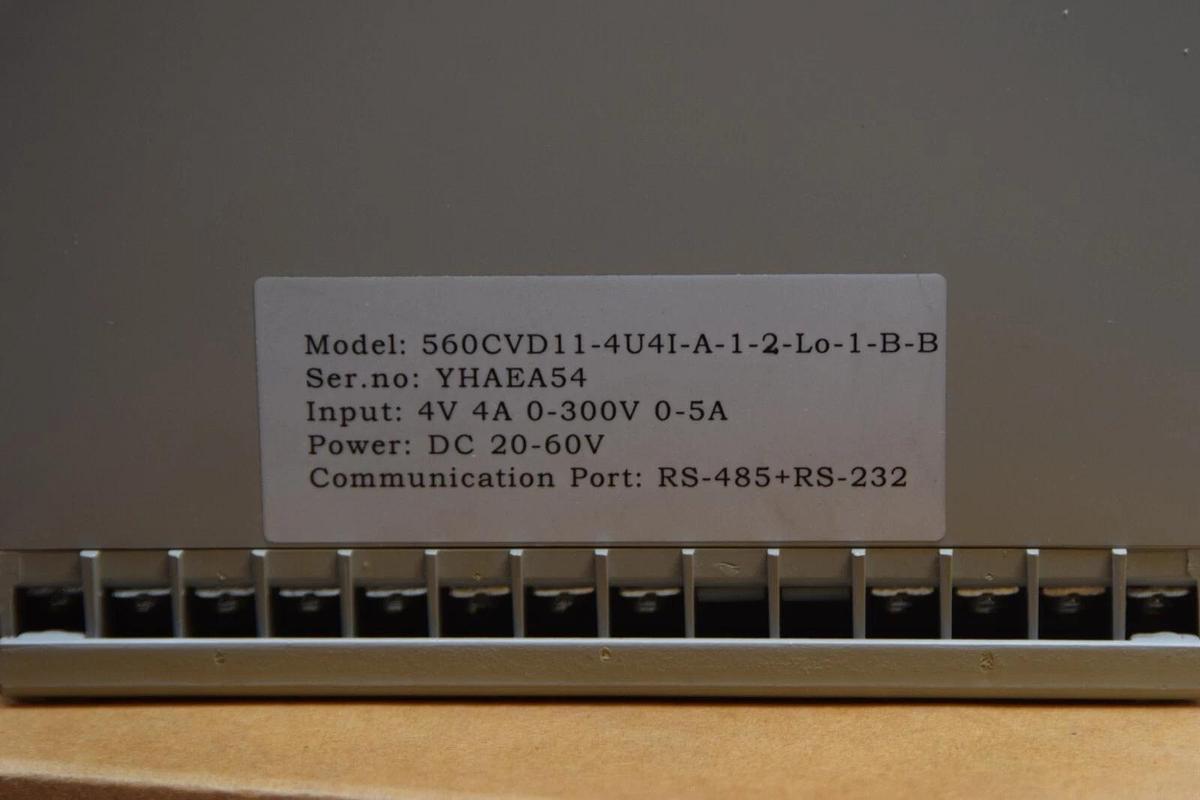 Model: 560CVD11-4U4I-A-1-2-Lo-1-B-B
Ser.no: YHAEA54
Input: 4V 4A 0-300V 0-5A
Power: DC 20-60V
Communication Port: RS-485+RS-232